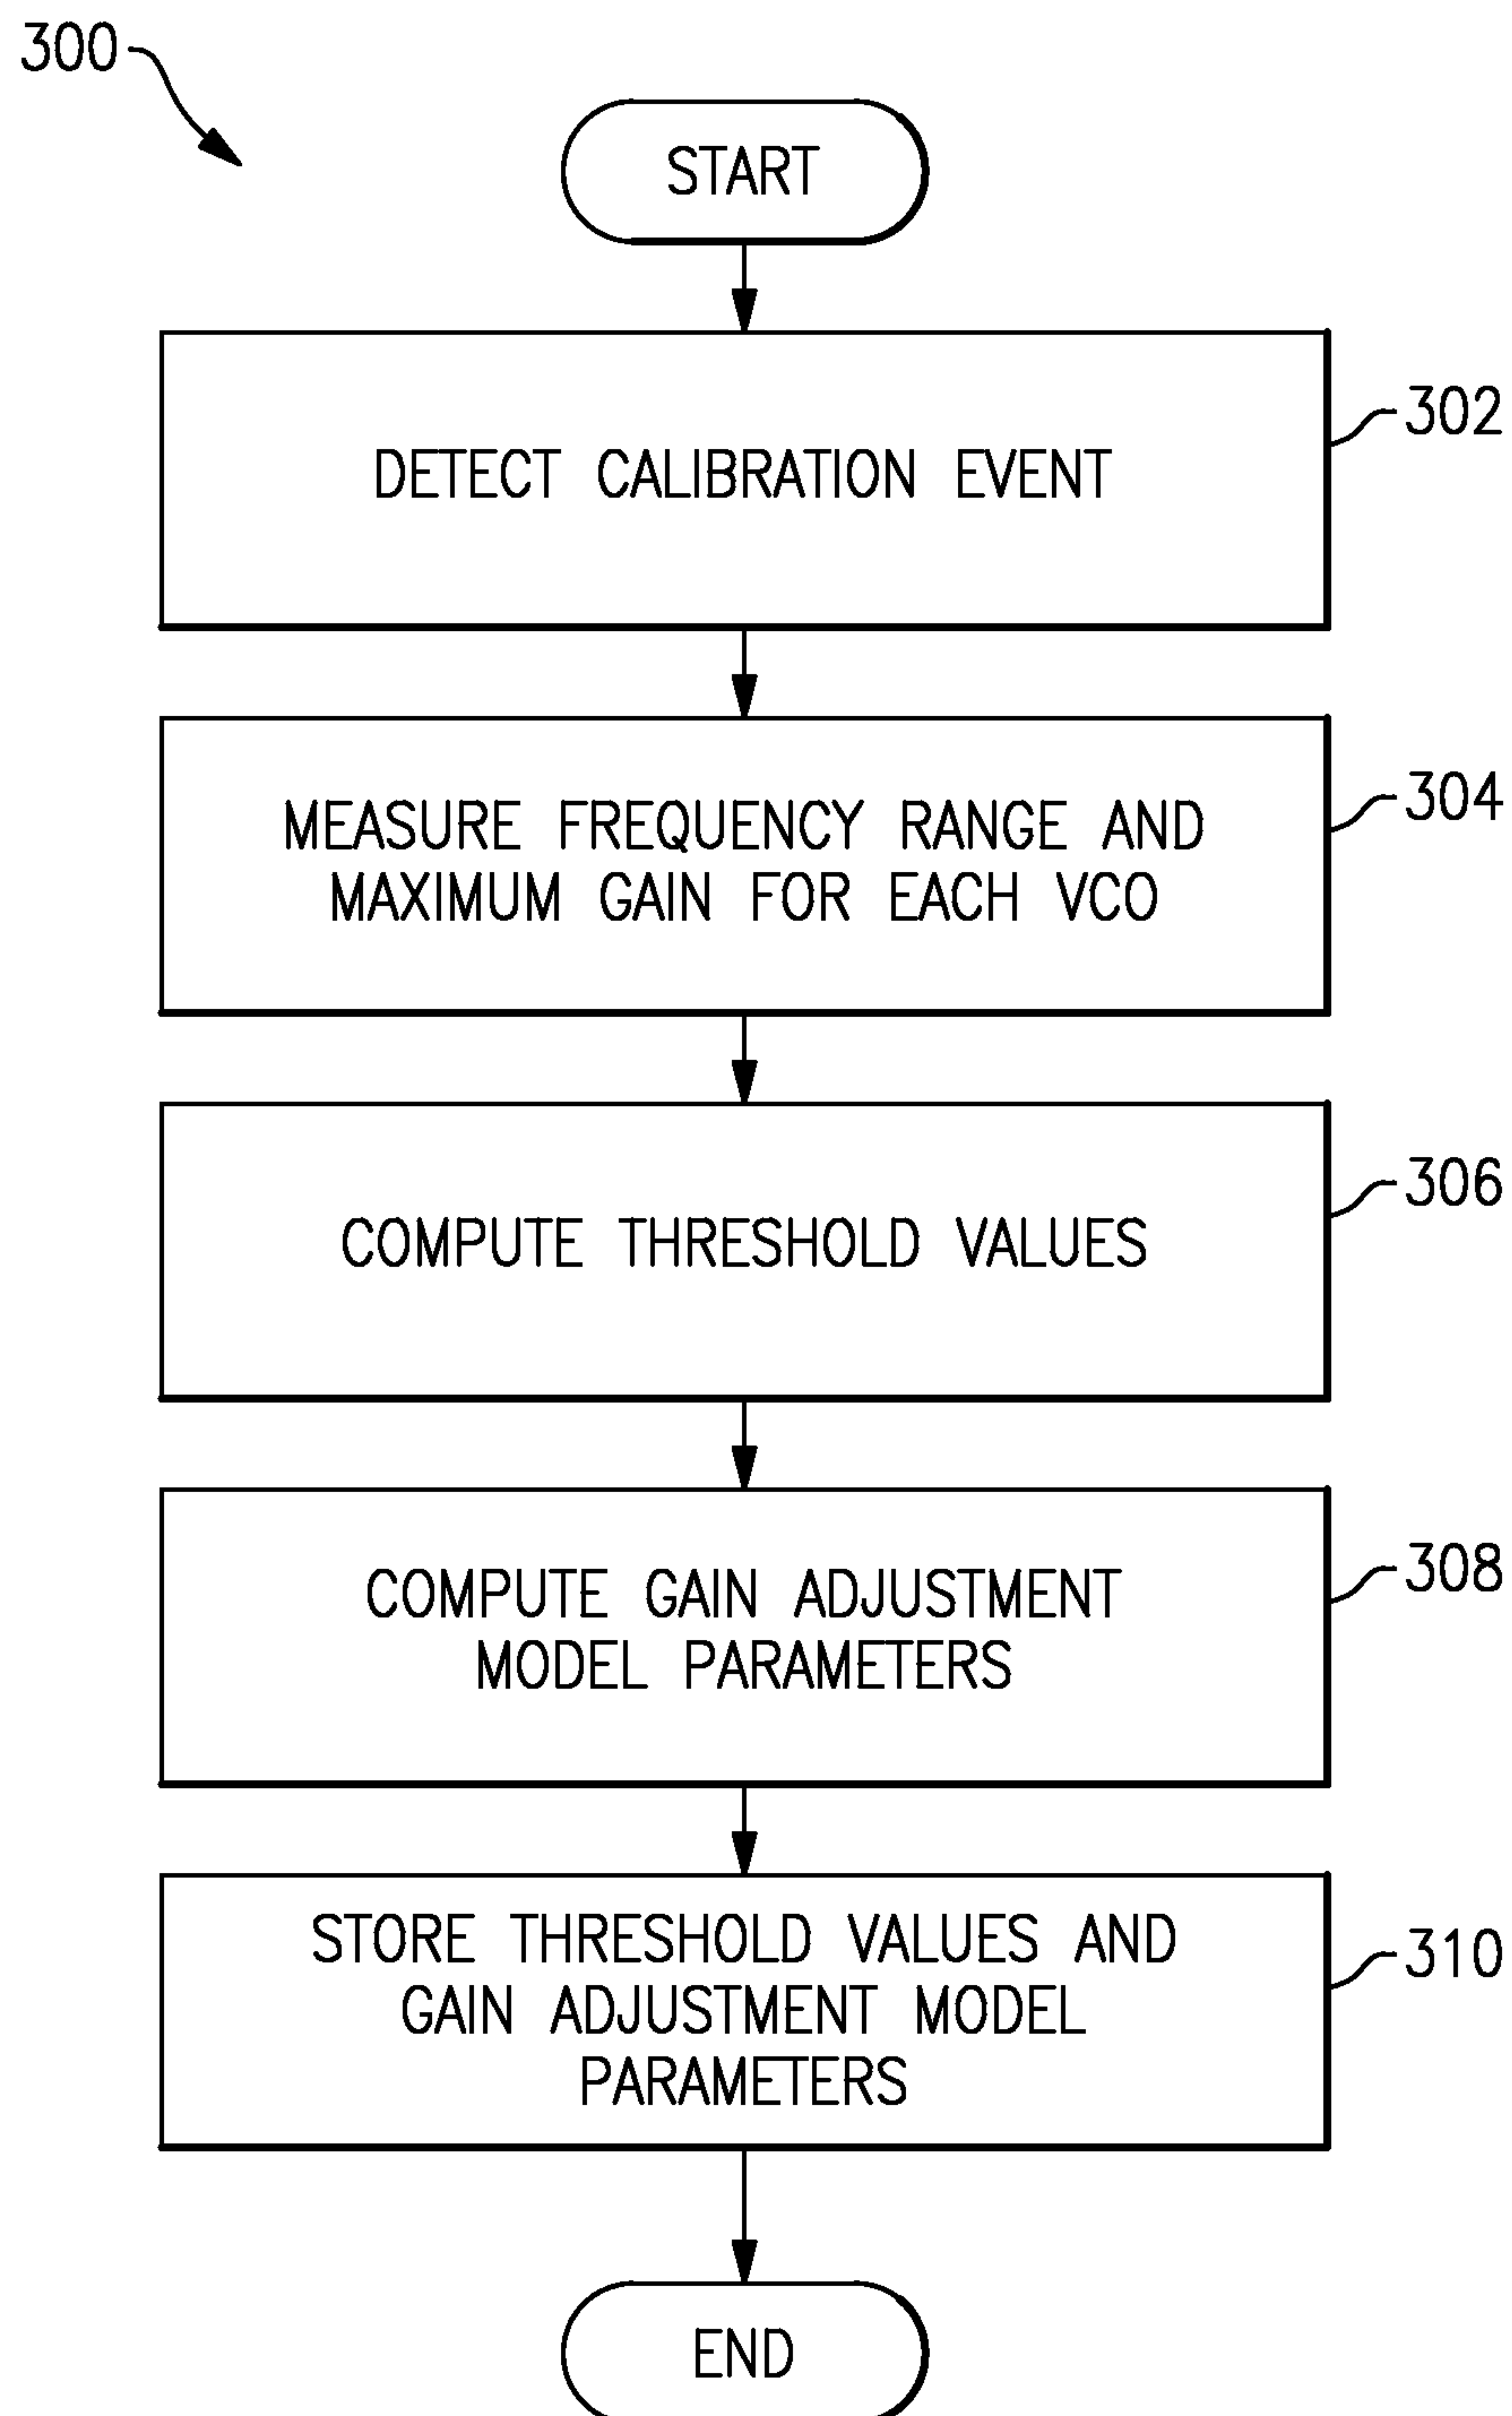 300
START
DETECT CALIBRATION EVENT
302
MEASURE FREQUENCY RANGE AND
MAXIMUM GAIN FOR EACH VCO
304
COMPUTE THRESHOLD VALUES
306
COMPUTE GAIN ADJUSTMENT
MODEL PARAMETERS
308
STORE THRESHOLD VALUES AND
GAIN ADJUSTMENT MODEL
PARAMETERS
310
END